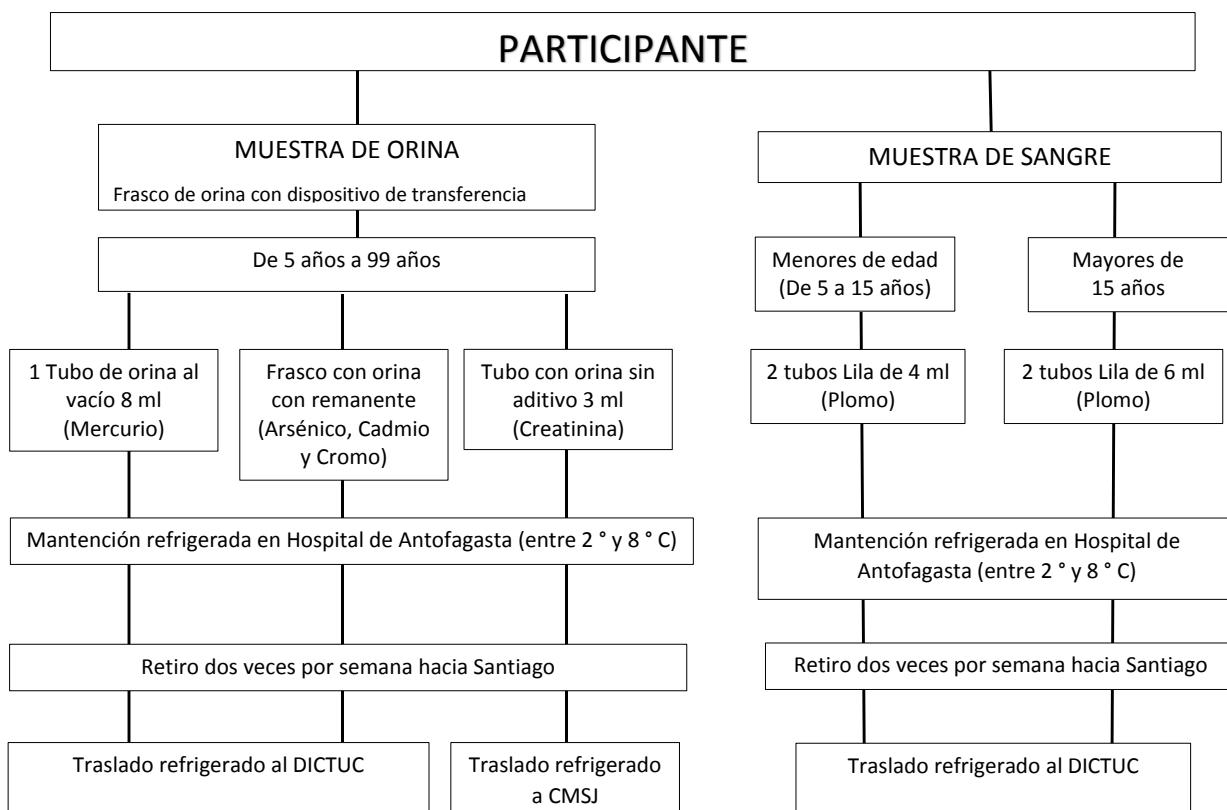 PARTICIPANTE
MUESTRA DE ORINA
Frasco de orina con dispositivo de transferencia
De 5 años a 99 años
1 Tubo de orina al
vacío 8 ml
(Mercurio)
Frasco con orina
con remanente
(Arsénico, Cadmio
y Cromo)
Tubo con orina sin
aditivo 3 ml
(Creatinina)
Mantención refrigerada en Hospital de Antofagasta (entre 2 ° y 8 ° C)
Retiro dos veces por semana hacia Santiago
Traslado refrigerado al DICTUC
Traslado refrigerado
a CMSJ
MUESTRA DE SANGRE
Menores de edad
(De 5 a 15 años)
Mayores de
15 años
2 tubos Lila de 4 ml
(Plomo)
2 tubos Lila de 6 ml
(Plomo)
Mantención refrigerada en Hospital de
Antofagasta (entre 2 ° y 8 ° C)
Retiro dos veces por semana hacia Santiago
Traslado refrigerado al DICTUC